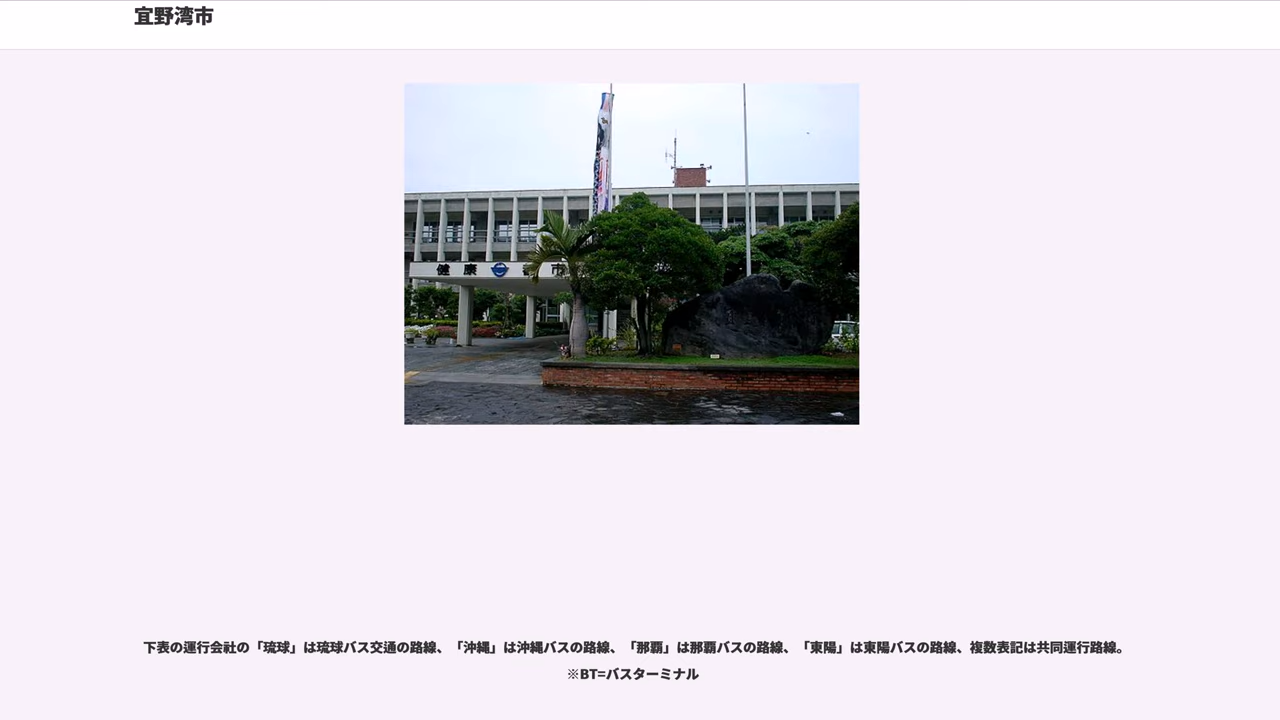 宜野湾市
健康 市
下表の運行会社の「琉球」は琉球バス交通の路線、「沖縄」は沖縄バスの路線、「那覇」は那覇バスの路線、「東陽」は東陽バスの路線、複数表記は共同運行路線。
※BT=バスターミナル